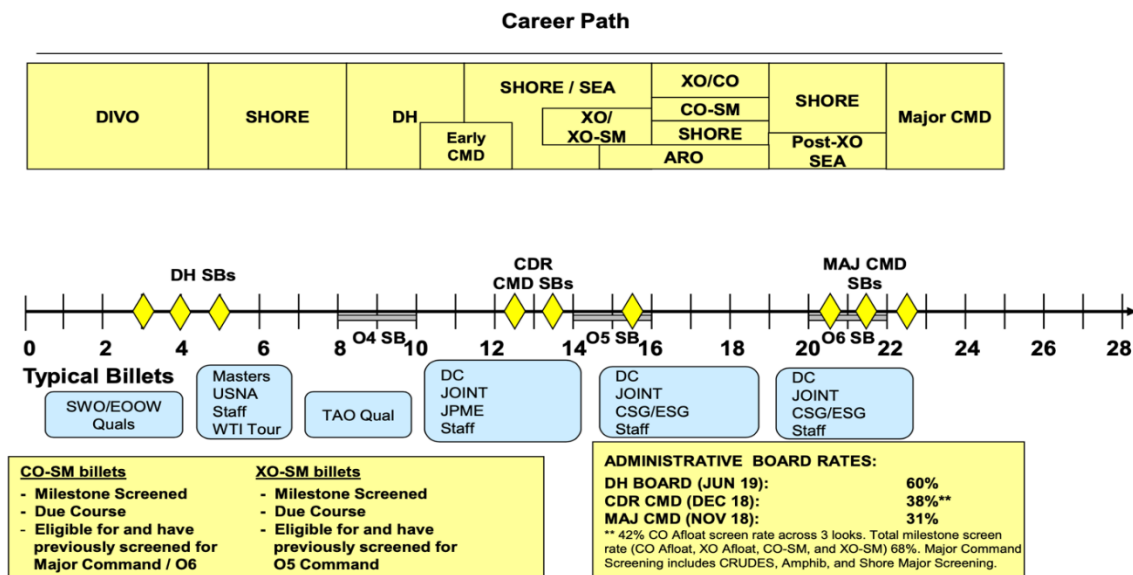 Career Path
DIVO
SHORE
DH
Early
CMD
SHORE / SEA
XO/
XO-SM
XO/CO
CO-SM
SHORE
ARO
SHORE
Post-XO
SEA
Major CMD
DH SBs
CDR
CMD SBs
MAJ CMD
SBs
O4 SB
O5 SB
O6 SB
0 2 4 6 8 10 12 14 16 18 20 22 24 26 28
Typical Billets
SWO/EOOW
Quals
Masters
USNA
Staff
WTI Tour
TAO Qual
DC
JOINT
JPME
Staff
DC
JOINT
CSG/ESG
Staff
DC
JOINT
CSG/ESG
Staff
CO-SM billets
- Milestone Screened
- Due Course
- Eligible for and have
previously screened for
Major Command / O6
XO-SM billets
- Milestone Screened
- Due Course
- Eligible for and have
previously screened for
O5 Command
ADMINISTRATIVE BOARD RATES:
DH BOARD (JUN 19): 60%
CDR CMD (DEC 18): 38%**
MAJ CMD (NOV 18): 31%
** 42% CO Afloat screen rate across 3 looks. Total milestone screen
rate (CO Afloat, XO Afloat, CO-SM, and XO-SM) 68%. Major Command
Screening includes CRUDES, Amphib, and Shore Major Screening.